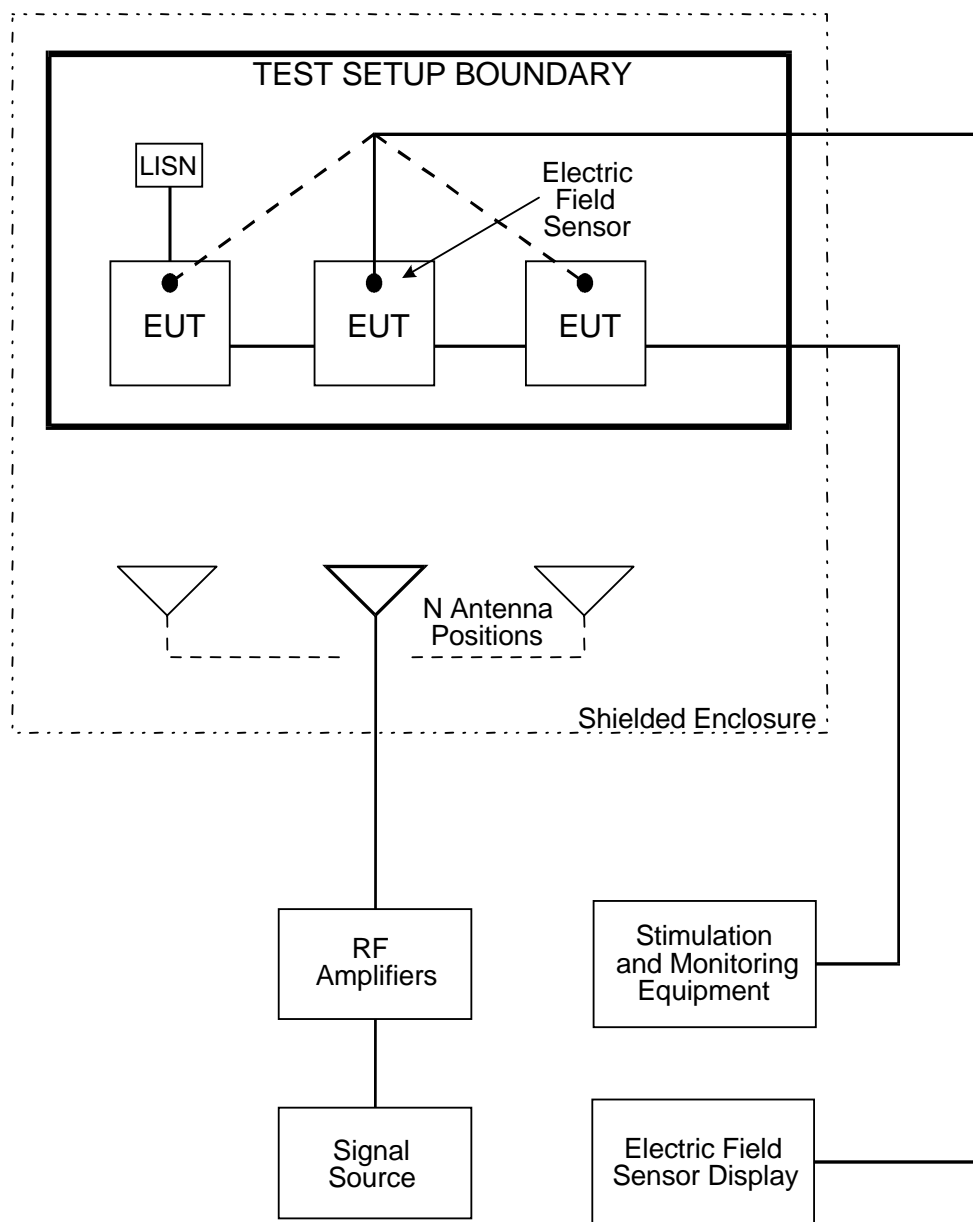 TEST SETUP BOUNDARY
LISN
Electric
Field
Sensor
EUT
EUT
EUT
N Antenna
Positions
Shielded Enclosure
RF
Amplifiers
Stimulation
and Monitoring
Equipment
Signal
Source
Electric Field
Sensor Display